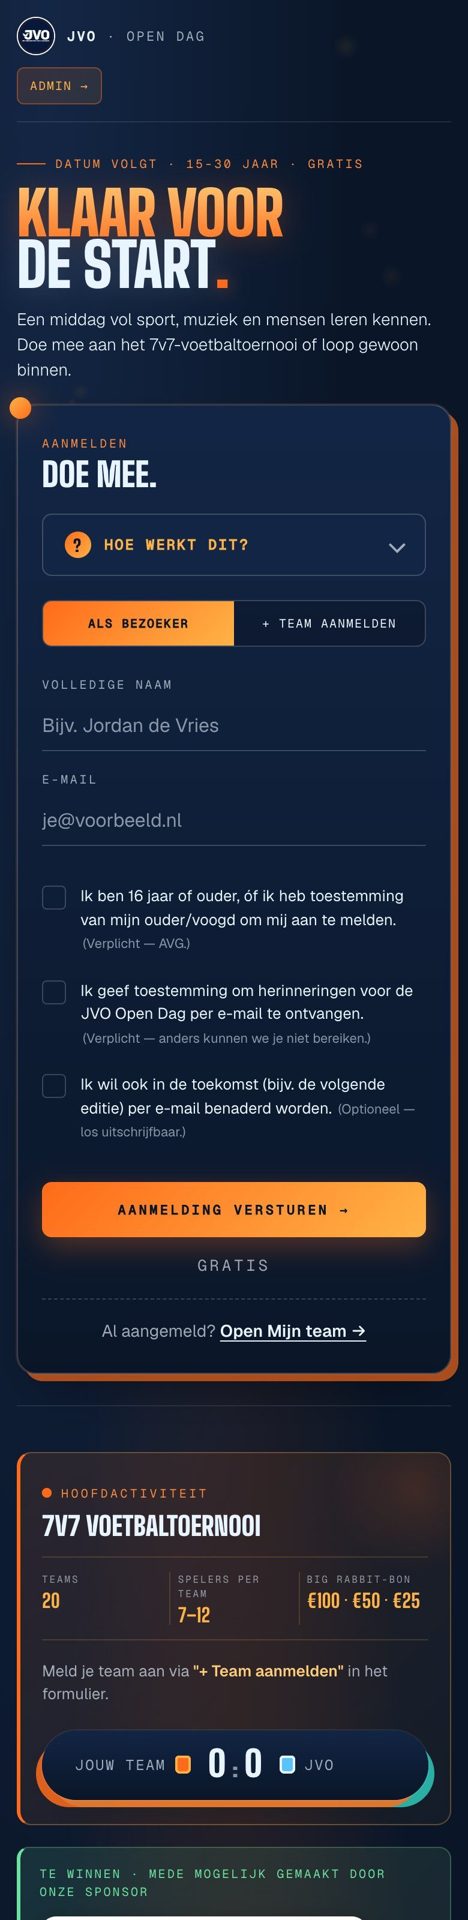 JVO JVO · OPEN DAG
ADMIN →
DATUM VOLGT · 15-30 JAAR · GRATIS
KLAAR VOOR
DE START.
Een middag vol sport, muziek en mensen leren kennen.
Doe mee aan het 7v7-voetbaltoernooi of loop gewoon
binnen.
AANMELDEN
DOE MEE.
? HOE WERKT DIT?
ALS BEZOEKER + TEAM AANMELDEN
VOLLEDIGE NAAM
Bijv. Jordan de Vries
E-MAIL
je@voorbeeld.nl
Ik ben 16 jaar of ouder, óf ik heb toestemming
van mijn ouder/voogd om mij aan te melden.
(Verplicht — AVG.)
Ik geef toestemming om herinneringen voor de
JVO Open Dag per e-mail te ontvangen.
(Verplicht — anders kunnen we je niet bereiken.)
Ik wil ook in de toekomst (bijv. de volgende
editie) per e-mail benaderd worden. (Optioneel —
los uitschrijfbaar.)
AANMELDING VERSTUREN →
GRATIS
Al aangemeld? Open Mijn team →
HOOFDACTIVITEIT
7V7 VOETBALTOERNOOI
TEAMS
20
SPELERS PER
TEAM
7–12
BIG RABBIT-BON
€100 · €50 · €25
Meld je team aan via "+ Team aanmelden" in het
formulier.
JOUW TEAM 0:0 JVO
TE WINNEN · MEDE MOGELIJK GEMAAKT DOOR
ONZE SPONSOR